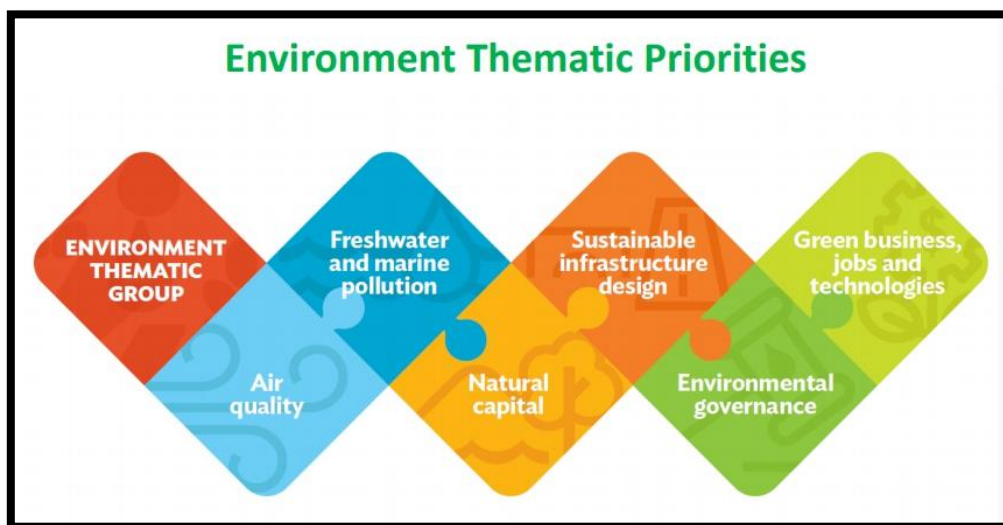 Environment Thematic Priorities
ENVIRONMENT
THEMATIC
GROUP
Air
quality
Freshwater
and marine
pollution
Natural
capital
Sustainable
infrastructure
design
Environmental
governance
Green business,
jobs and
technologies